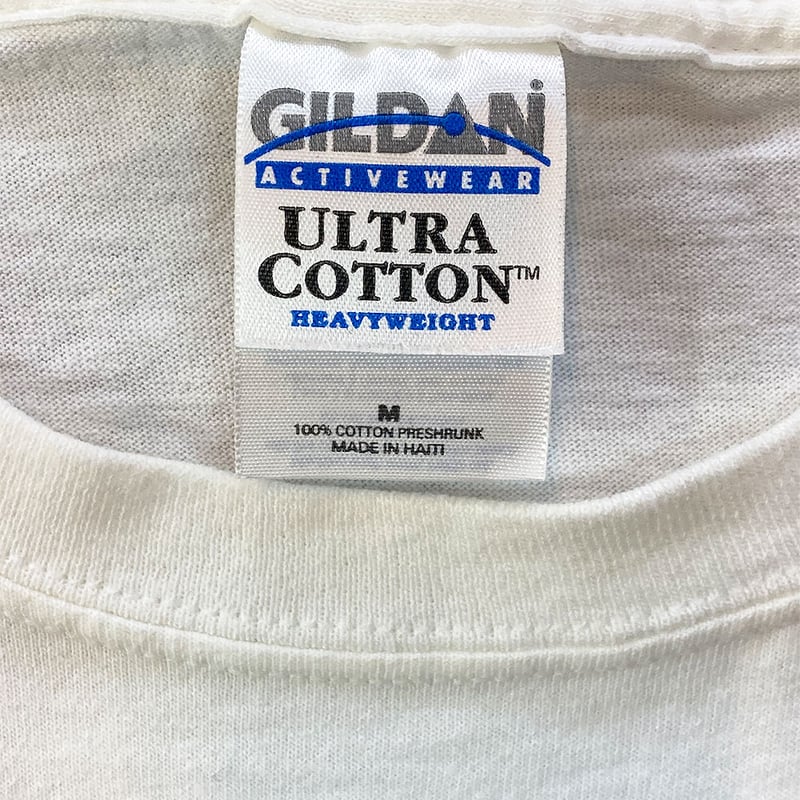 GILDAN®
ACTIVEWEAR
ULTRA
COTTON™
HEAVYWEIGHT
M
100% COTTON PRESHRUNK
MADE IN HAITI